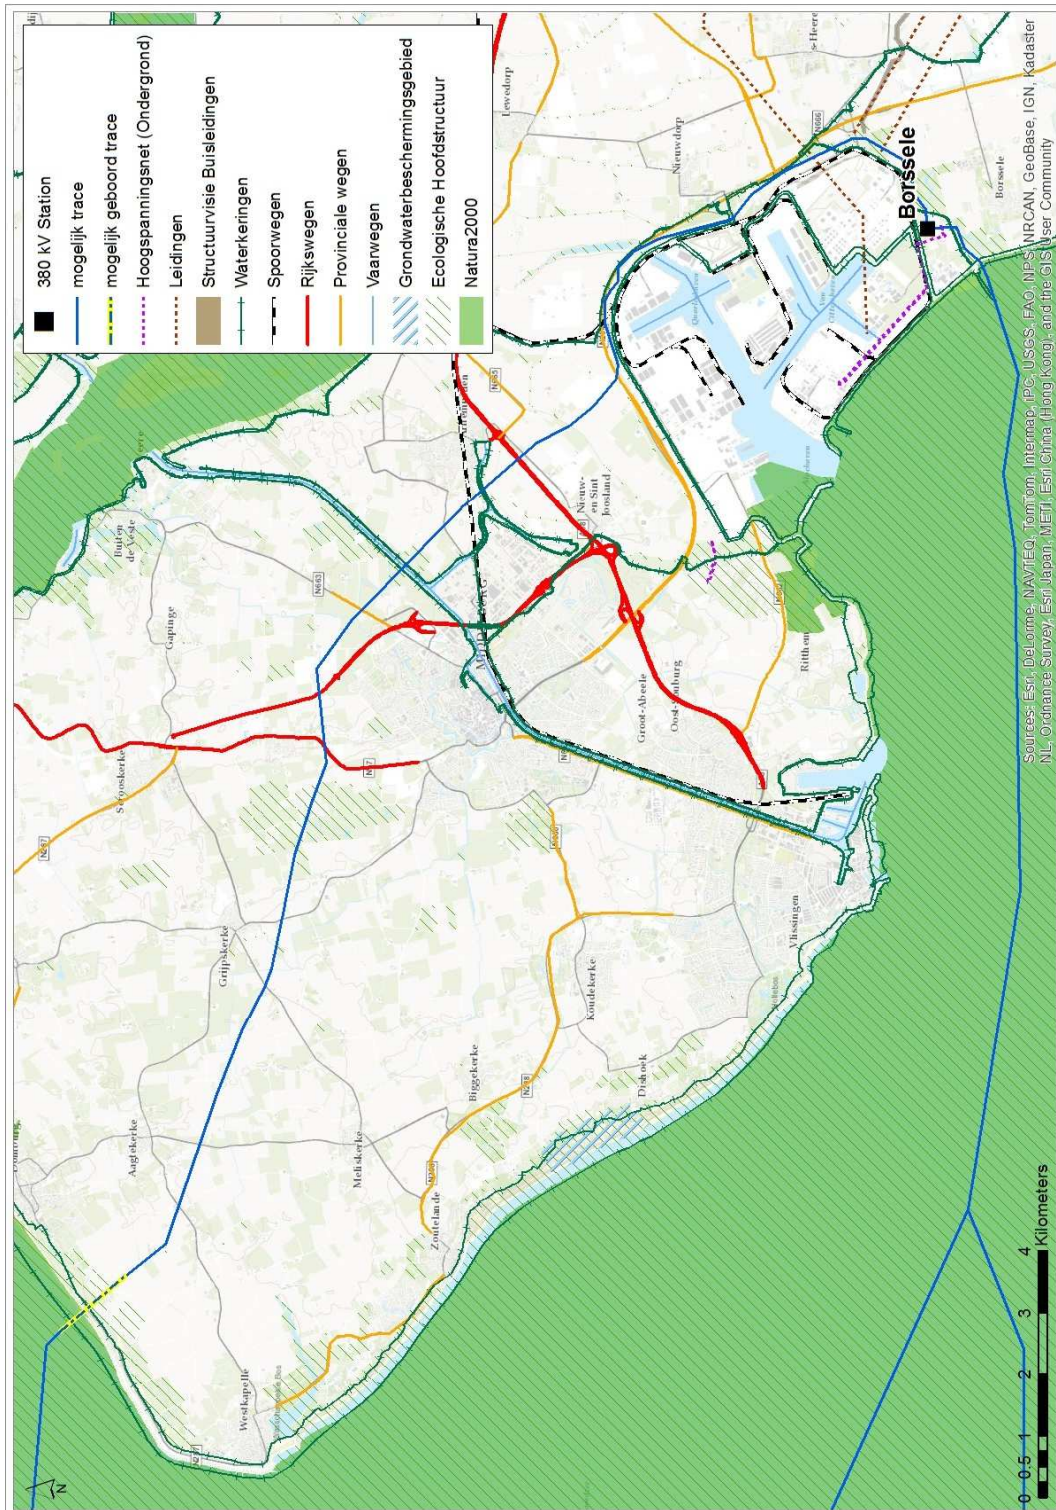 380 kV Station
mogelijk trace
mogelijk geboord trace
Hoogspanningsnet (Ondergrond)
Leidingen
Structuurvisie Buisleidingen
Waterkeringen
Spoorwegen
Rijkswegen
Provinciale wegen
Vaarwegen
Grondwaterbeschermingsgebied
Ecologische Hoofdstructuur
Natura2000
Westkapelle
Zoutelande
Aagtekerke
Meliskerke
Biggekerke
Dishoek
Koudekerke
Grijpskerke
Serooskerke
Gapinge
Buiten
de Veste
Vlissingen
Groot-Abeele
Oost-Souburg
Ritthem
Nieuw-
en Sint
Joosland
Lewedorp
Nieuwdorp
Borssele
Borssele
N663
N665
N666
N
0 0.5 1 2 3 4
Kilometers
Sources: Esri, DeLorme, NAVTEQ, TomTom, Intermap, iPC, USGS, FAO, NPS, NRCAN, GeoBase, IGN, Kadaster
NL, Ordnance Survey, Esri Japan, METI, Esri China (Hong Kong), and the GIS User Community